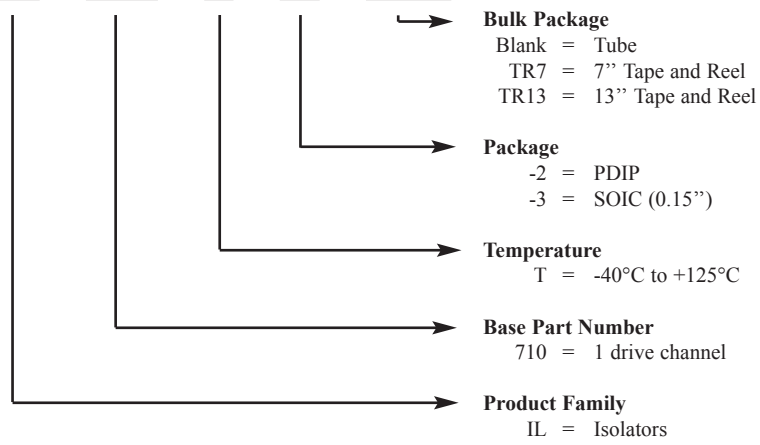 Bulk Package
Blank = Tube
TR7 = 7’’ Tape and Reel
TR13 = 13’’ Tape and Reel
Package
-2 = PDIP
-3 = SOIC (0.15’’)
Temperature
T = -40°C to +125°C
Base Part Number
710 = 1 drive channel
Product Family
IL = Isolators